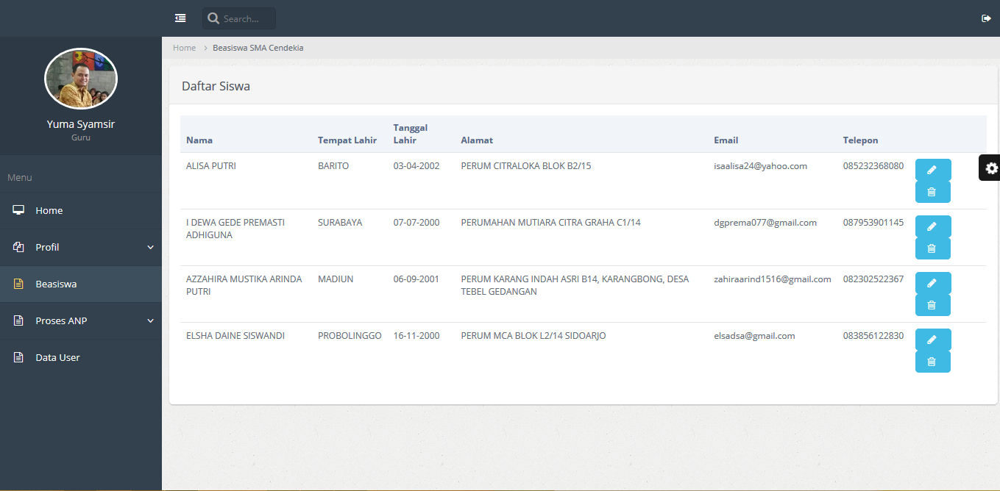 Search...
Home > Beasiswa SMA Cendekia
Yuma Syamsir
Guru
Menu
Home
Profil
Beasiswa
Proses ANP
Data User
Daftar Siswa
Nama Tempat Lahir Tanggal Lahir Alamat Email Telepon
ALISA PUTRI BARITO 03-04-2002 PERUM CITRALOKA BLOK B2/15 isaalisa24@yahoo.com 085232368080
I DEWA GEDE PREMASTI SURABAYA 07-07-2000 PERUMAHAN MUTIARA CITRA GRAHA C1/14 dgprema077@gmail.com 087953901145
ADHIGUNA
AZZAHIRA MUSTIKA ARINDA MADIUN 06-09-2001 PERUM KARANG INDAH ASRI B14, KARANGBONG, DESA zahiraarind1516@gmail.com 082302522367
PUTRI TEBEL GEDANGAN
ELSHA DAINE SISWANDI PROBOLINGGO 16-11-2000 PERUM MCA BLOK L2/14 SIDOARJO elsadsa@gmail.com 083856122830